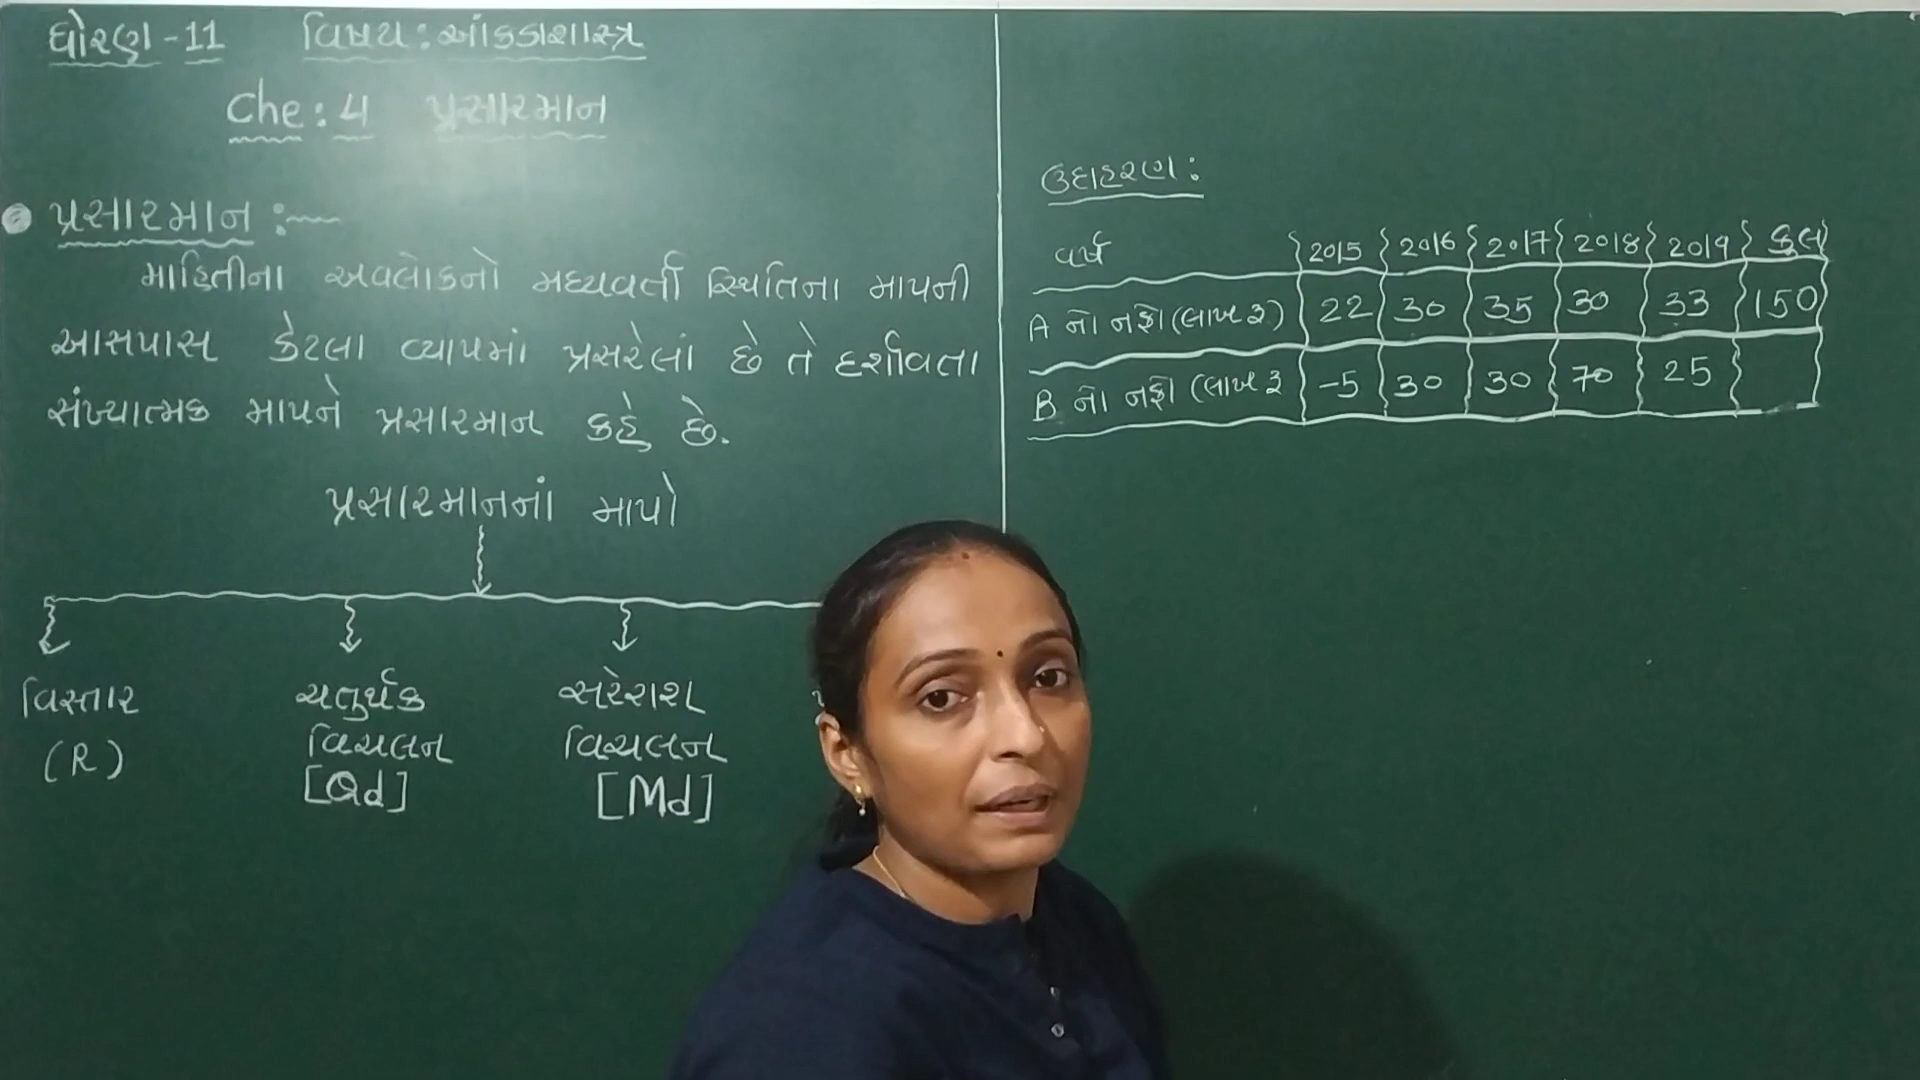 ધોરણ - 11 વિષય : આંકડાશાસ્ત્ર
Che : 4 પ્રસારમાન
પ્રસારમાન :-
માહિતીના અવલોકનો મધ્યવર્તી સ્થિતિના માપની
આસપાસ કેટલા વ્યાપમાં પ્રસરેલાં છે તે દર્શાવતા
સંખ્યાત્મક માપને પ્રસારમાન કહે છે.
પ્રસારમાનનાં માપો
વિસ્તાર (R)
ચતુર્થક વિચલન [Qd]
સરેરાશ વિચલન [Md]
ઉદાહરણ :
વર્ષ 2015 2016 2017 2018 2019 કુલ
A નો નફો (લાખ રૂ) 22 30 35 30 33 150
B નો નફો (લાખ રૂ -5 30 30 70 25